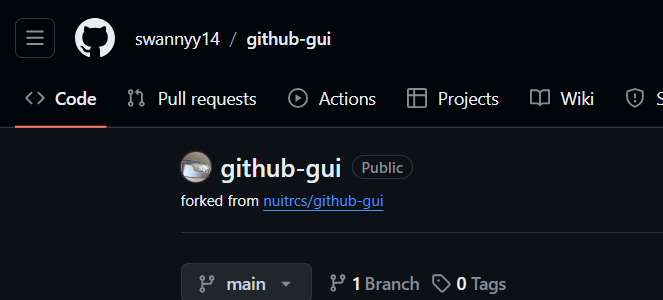 swannyy14 / github-gui
Code Pull requests Actions Projects Wiki S
github-gui Public
forked from nuitrcs/github-gui
main 1 Branch 0 Tags